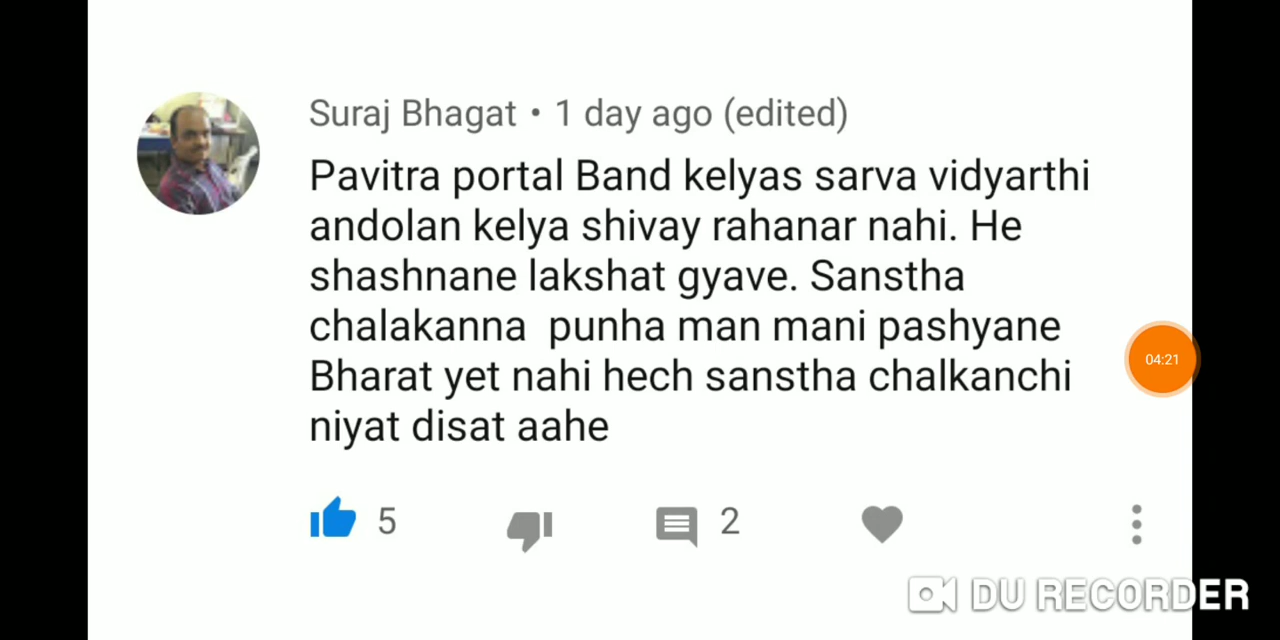 Suraj Bhagat • 1 day ago (edited)
Pavitra portal Band kelyas sarva vidyarthi
andolan kelya shivay rahanar nahi. He
shashnane lakshat gyave. Sanstha
chalakanna  punha man mani pashyane
Bharat yet nahi hech sanstha chalkanchi
niyat disat aahe
04:21
5
2
DU RECORDER